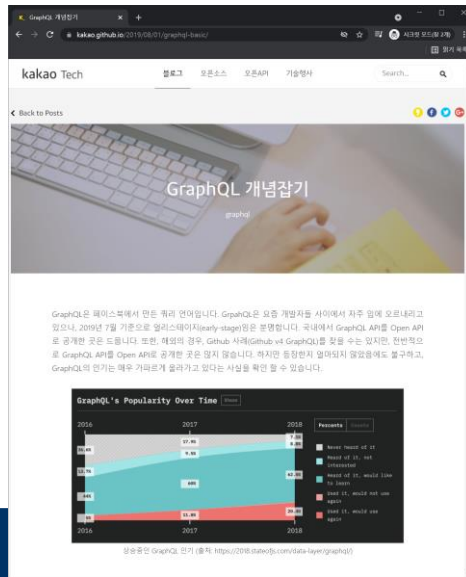 GraphQL 개념잡기
kakao.github.io/2019/08/01/graphql-basic/
시크릿 모드(창 2개)
읽기 목록
kakao Tech
블로그
오픈소스
오픈API
기술행사
Search...
Back to Posts
GraphQL 개념잡기
graphql
GraphQL은 페이스북에서 만든 쿼리 언어입니다. GrpahQL은 요즘 개발자들 사이에서 자주 입에 오르내리고
있으나, 2019년 7월 기준으로 얼리스테이지(early-stage)임은 분명합니다. 국내에서 GraphQL API를 Open API
로 공개한 곳은 드뭅니다. 또한, 해외의 경우, Github 사례(Github v4 GraphQL)를 찾을 수는 있지만, 전반적으
로 GraphQL API를 Open API로 공개한 곳은 많지 않습니다. 하지만 등장한지 얼마되지 않았음에도 불구하고,
GraphQL의 인기는 매우 가파르게 올라가고 있다는 사실을 확인 할 수 있습니다.
GraphQL's Popularity Over Time
2016
2017
2018
Percents
Never heard of it
Heard of it, not
interested
Heard of it, would like
to learn
Used it, would not use
again
Used it, would use
again
2016
2017
2018
상승중인 GraphQL 인기 (출처: https://2018.stateofjs.com/data-layer/graphql/)